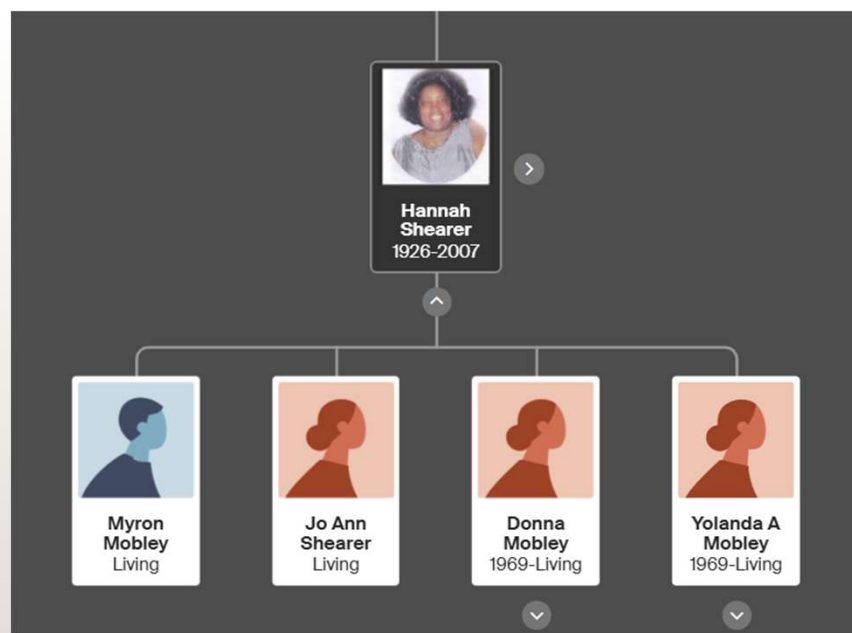 Hannah
Shearer
1926-2007
Myron
Mobley
Living
Jo Ann
Shearer
Living
Donna
Mobley
1969-Living
Yolanda A
Mobley
1969-Living